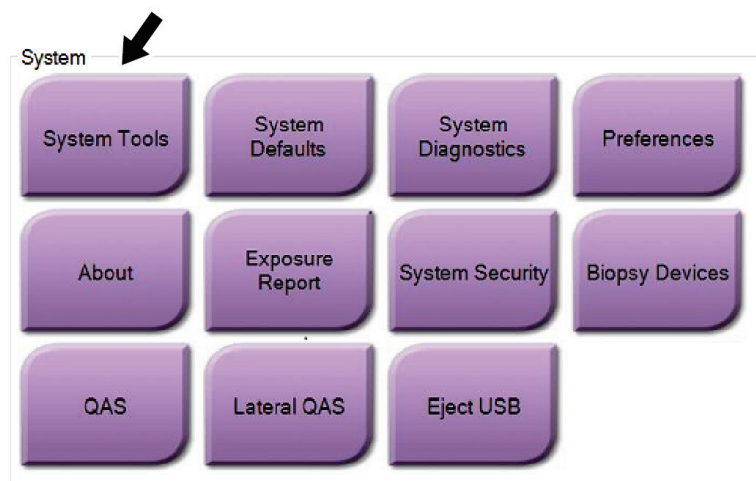 System
System Tools
System
Defaults
System
Diagnostics
Preferences
About
Exposure
Report
System Security
Biopsy Devices
QAS
Lateral QAS
Eject USB